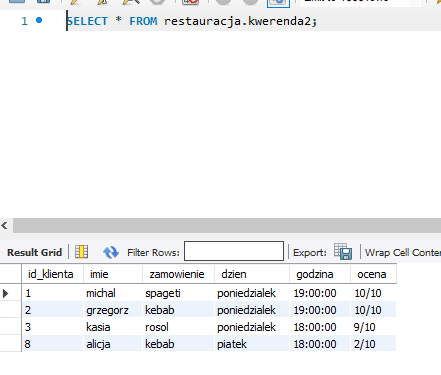 1 SELECT * FROM restauracja.kwerenda2;
Result Grid Filter Rows: Export: Wrap Cell Conten
id_klienta imie zamowienie dzien godzina ocena
1 michal spageti poniedzialek 19:00:00 10/10
2 grzegorz kebab poniedzialek 19:00:00 10/10
3 kasia rosol poniedzialek 18:00:00 9/10
8 alicja kebab piatek 18:00:00 2/10